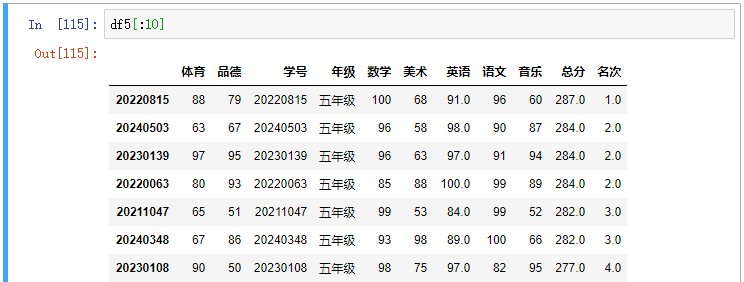 In [115]: df5[:10]
Out[115]:
体育 品德 学号 年级 数学 美术 英语 语文 音乐 总分 名次
20220815 88 79 20220815 五年级 100 68 91.0 96 60 287.0 1.0
20240503 63 67 20240503 五年级 96 58 98.0 90 87 284.0 2.0
20230139 97 95 20230139 五年级 96 63 97.0 91 94 284.0 2.0
20220063 80 93 20220063 五年级 85 88 100.0 99 89 284.0 2.0
20211047 65 51 20211047 五年级 99 53 84.0 99 52 282.0 3.0
20240348 67 86 20240348 五年级 93 98 89.0 100 66 282.0 3.0
20230108 90 50 20230108 五年级 98 75 97.0 82 95 277.0 4.0